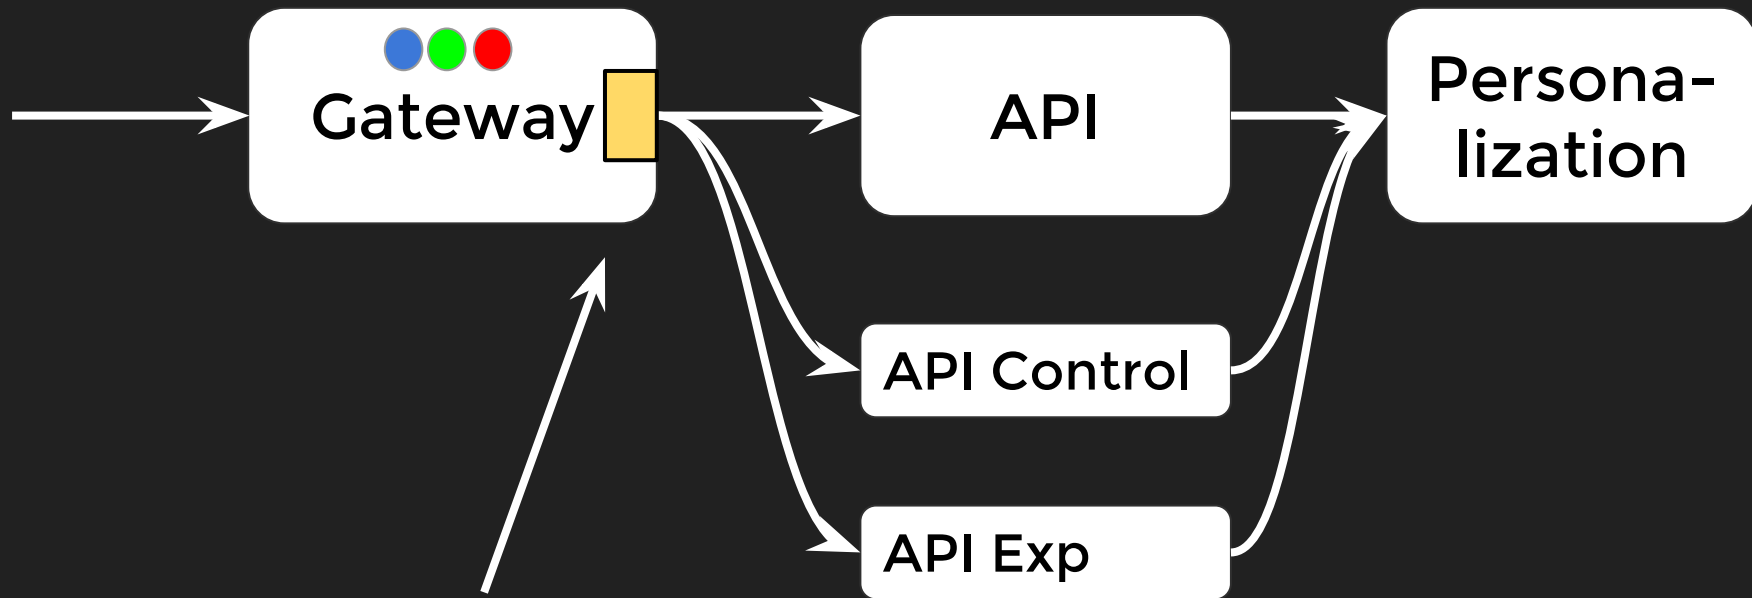 Gateway
API
Persona-
lization
API Control
API Exp